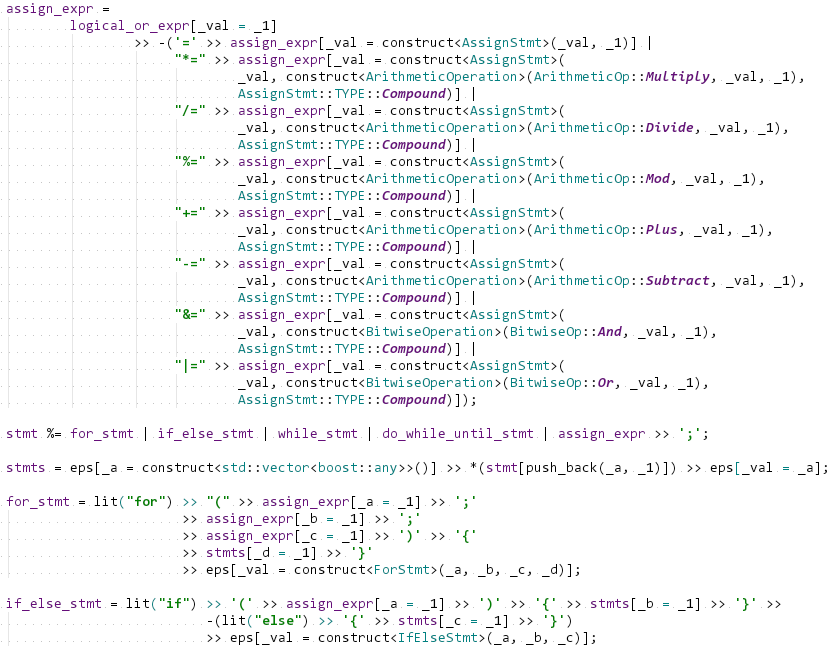 assign_expr =
        logical_or_expr[_val = _1]
                >> -('=' >> assign_expr[_val = construct<AssignStmt>(_val, _1)] |
                     "*=" >> assign_expr[_val = construct<AssignStmt>(
                             _val, construct<ArithmeticOperation>(ArithmeticOp::Multiply, _val, _1),
                             AssignStmt::TYPE::Compound)] |
                     "/=" >> assign_expr[_val = construct<AssignStmt>(
                             _val, construct<ArithmeticOperation>(ArithmeticOp::Divide, _val, _1),
                             AssignStmt::TYPE::Compound)] |
                     "%=" >> assign_expr[_val = construct<AssignStmt>(
                             _val, construct<ArithmeticOperation>(ArithmeticOp::Mod, _val, _1),
                             AssignStmt::TYPE::Compound)] |
                     "+=" >> assign_expr[_val = construct<AssignStmt>(
                             _val, construct<ArithmeticOperation>(ArithmeticOp::Plus, _val, _1),
                             AssignStmt::TYPE::Compound)] |
                     "-=" >> assign_expr[_val = construct<AssignStmt>(
                             _val, construct<ArithmeticOperation>(ArithmeticOp::Subtract, _val, _1),
                             AssignStmt::TYPE::Compound)] |
                     "&=" >> assign_expr[_val = construct<AssignStmt>(
                             _val, construct<BitwiseOperation>(BitwiseOp::And, _val, _1),
                             AssignStmt::TYPE::Compound)] |
                     "|=" >> assign_expr[_val = construct<AssignStmt>(
                             _val, construct<BitwiseOperation>(BitwiseOp::Or, _val, _1),
                             AssignStmt::TYPE::Compound)]);

stmt %= for_stmt | if_else_stmt | while_stmt | do_while_until_stmt | assign_expr >> ';';

stmts = eps[_a = construct<std::vector<boost::any>>()] >> *(stmt[push_back(_a, _1)]) >> eps[_val = _a];

for_stmt = lit("for") >> "(" >> assign_expr[_a = _1] >> ';'
                      >> assign_expr[_b = _1] >> ';'
                      >> assign_expr[_c = _1] >> ')' >> '{'
                      >> stmts[_d = _1] >> '}'
                      >> eps[_val = construct<ForStmt>(_a, _b, _c, _d)];

if_else_stmt = lit("if") >> '(' >> assign_expr[_a = _1] >> ')' >> '{' >> stmts[_b = _1] >> '}' >>
                         -(lit("else") >> '{' >> stmts[_c = _1] >> '}')
                         >> eps[_val = construct<IfElseStmt>(_a, _b, _c)];